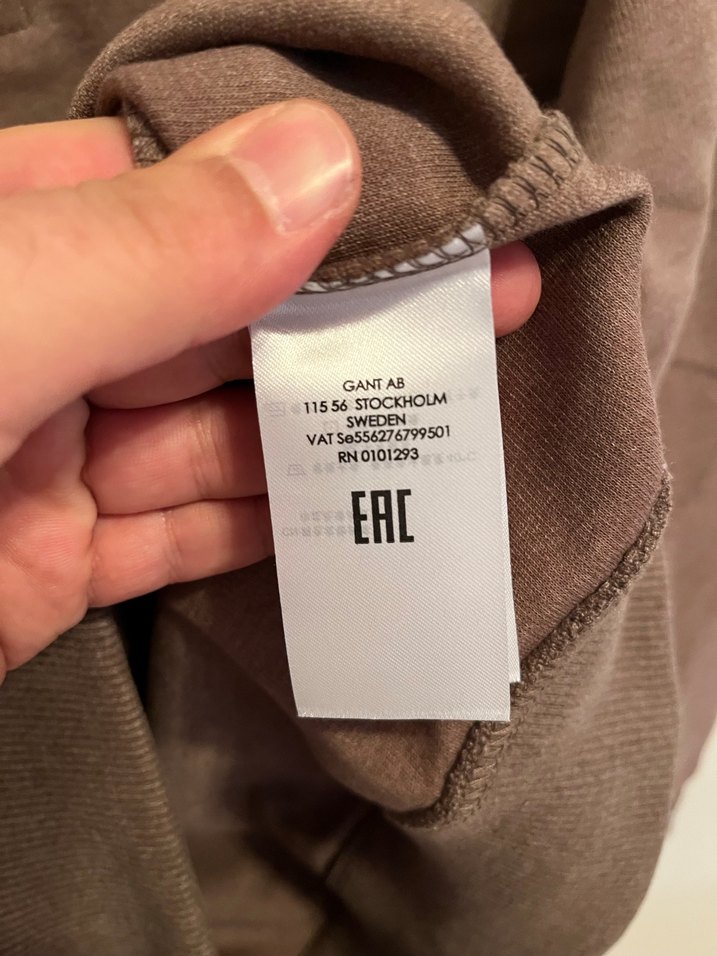 GANT AB
115 56 STOCKHOLM
SWEDEN
VAT Se556276799501
RN 0101293
EAC